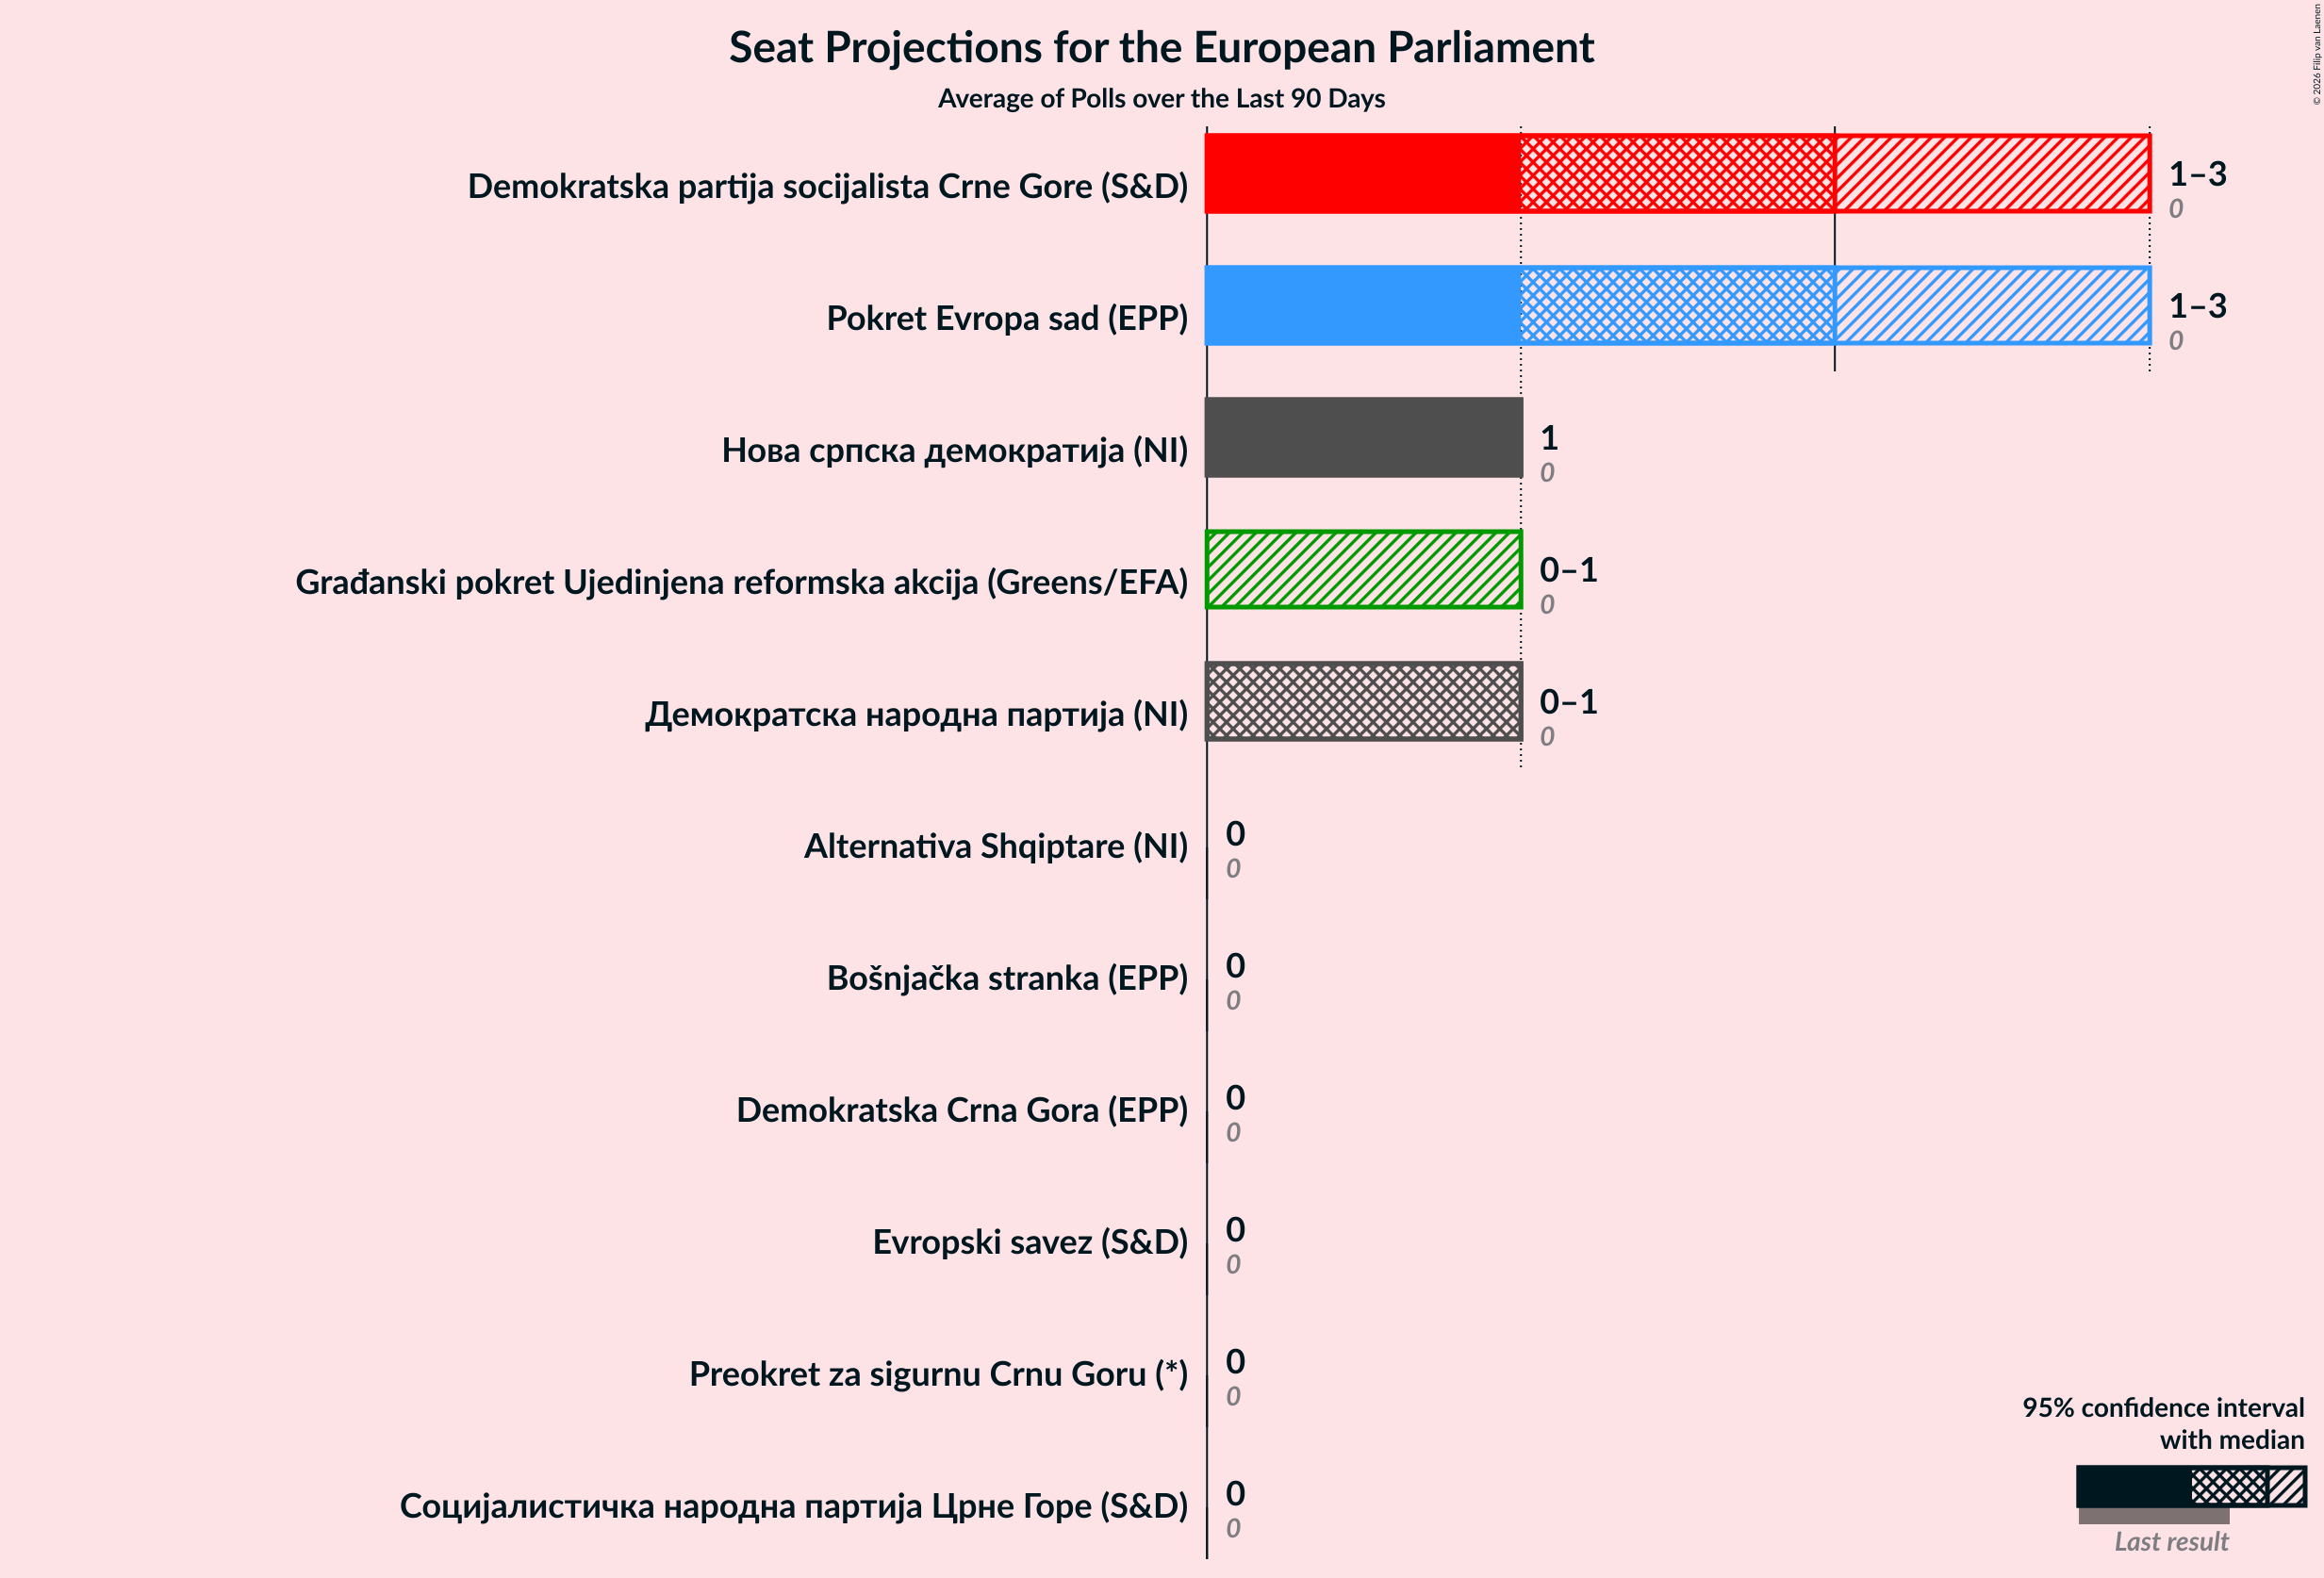 Seat Projections for the European Parliament
Average of Polls over the Last 90 Days
© 2026 Filip van Laenen
Demokratska partija socijalista Crne Gore (S&D)
1–3
0
Pokret Evropa sad (EPP)
1–3
0
Нова српска демократија (NI)
1
0
Građanski pokret Ujedinjena reformska akcija (Greens/EFA)
0–1
0
Демократска народна партија (NI)
0–1
0
Alternativa Shqiptare (NI)
0
0
Bošnjačka stranka (EPP)
0
0
Demokratska Crna Gora (EPP)
0
0
Evropski savez (S&D)
0
0
Preokret za sigurnu Crnu Goru (*)
0
0
Социјалистичка народна партија Црне Горе (S&D)
0
0
95% confidence interval
with median
Last result